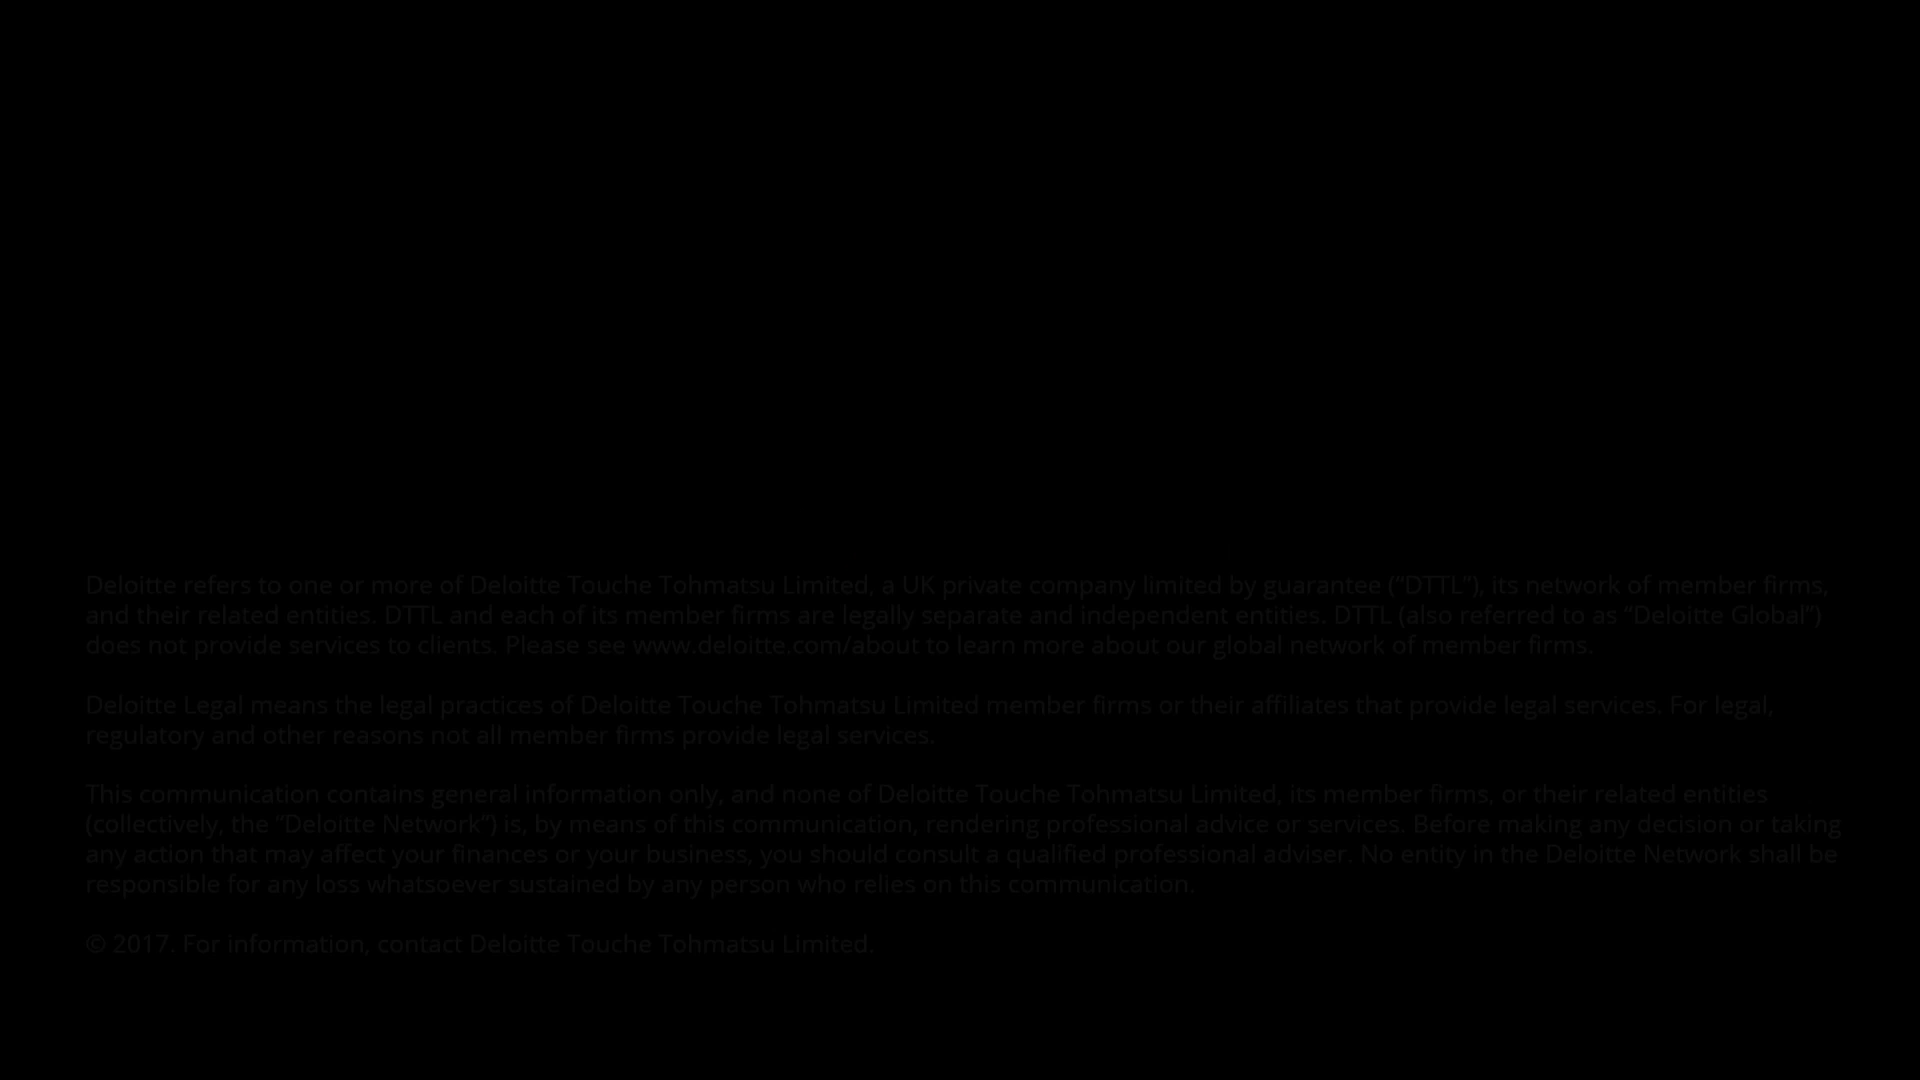 Deloitte refers to one or more of Deloitte Touche Tohmatsu Limited, a UK private company limited by guarantee (“DTTL”), its network of member firms,
and their related entities. DTTL and each of its member firms are legally separate and independent entities. DTTL (also referred to as “Deloitte Global”)
does not provide services to clients. Please see www.deloitte.com/about to learn more about our global network of member firms.
Deloitte Legal means the legal practices of Deloitte Touche Tohmatsu Limited member firms or their affiliates that provide legal services. For legal,
regulatory and other reasons not all member firms provide legal services.
This communication contains general information only, and none of Deloitte Touche Tohmatsu Limited, its member firms, or their related entities
(collectively, the “Deloitte Network”) is, by means of this communication, rendering professional advice or services. Before making any decision or taking
any action that may affect your finances or your business, you should consult a qualified professional adviser. No entity in the Deloitte Network shall be
responsible for any loss whatsoever sustained by any person who relies on this communication.
© 2017. For information, contact Deloitte Touche Tohmatsu Limited.